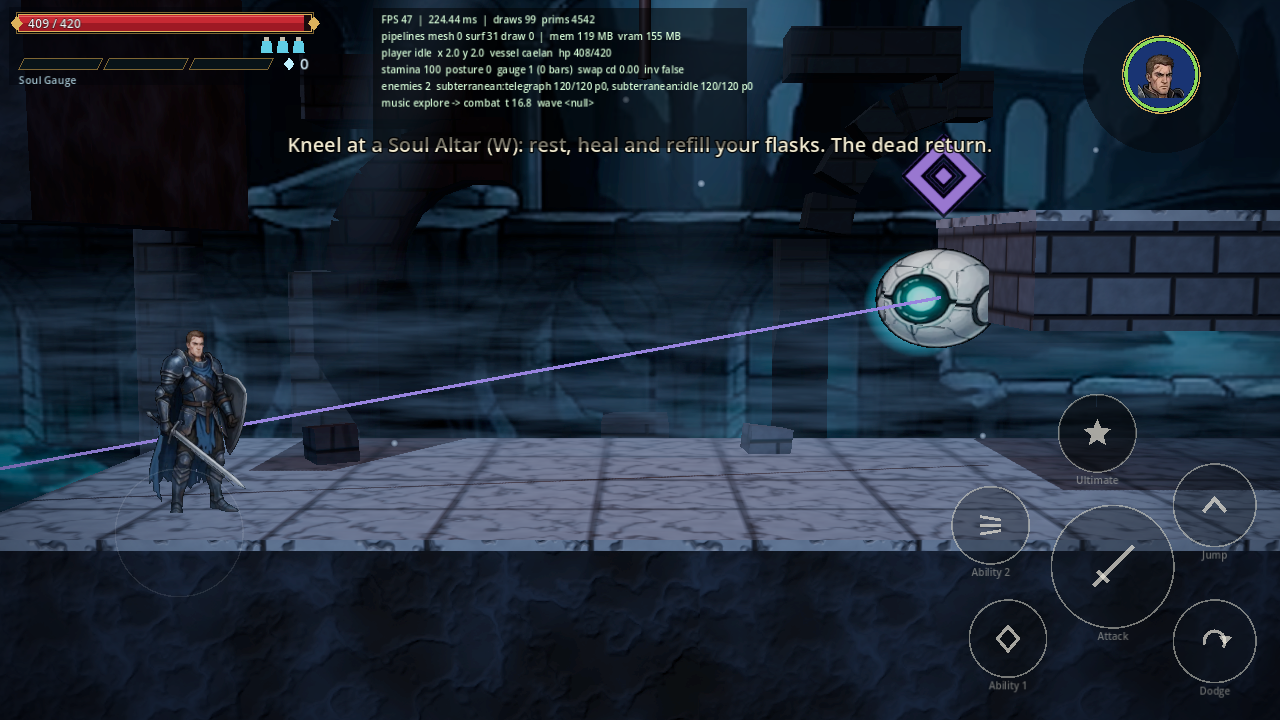 409 / 420
0
Soul Gauge
FPS 47 | 224.44 ms | draws 99 prims 4542
pipelines mesh 0 surf 31 draw 0 | mem 119 MB vram 155 MB
player idle x 2.0 y 2.0 vessel caelan hp 408/420
stamina 100 posture 0 gauge 1 (0 bars) swap cd 0.00 inv false
enemies 2 subterranean:telegraph 120/120 p0, subterranean:idle 120/120 p0
music explore -> combat t 16.8 wave <null>
Kneel at a Soul Altar (W): rest, heal and refill your flasks. The dead return.
Ultimate
Jump
Ability 2
Attack
Ability 1
Dodge